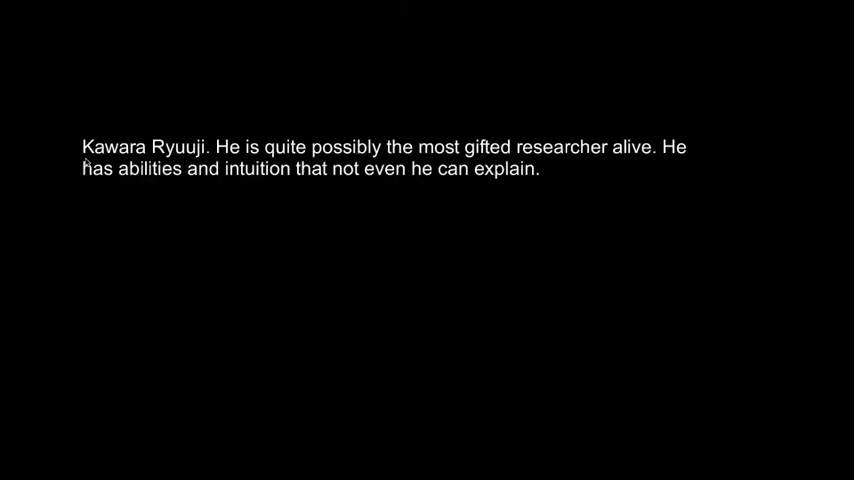 Kawara Ryuuji. He is quite possibly the most gifted researcher alive. He
has abilities and intuition that not even he can explain.